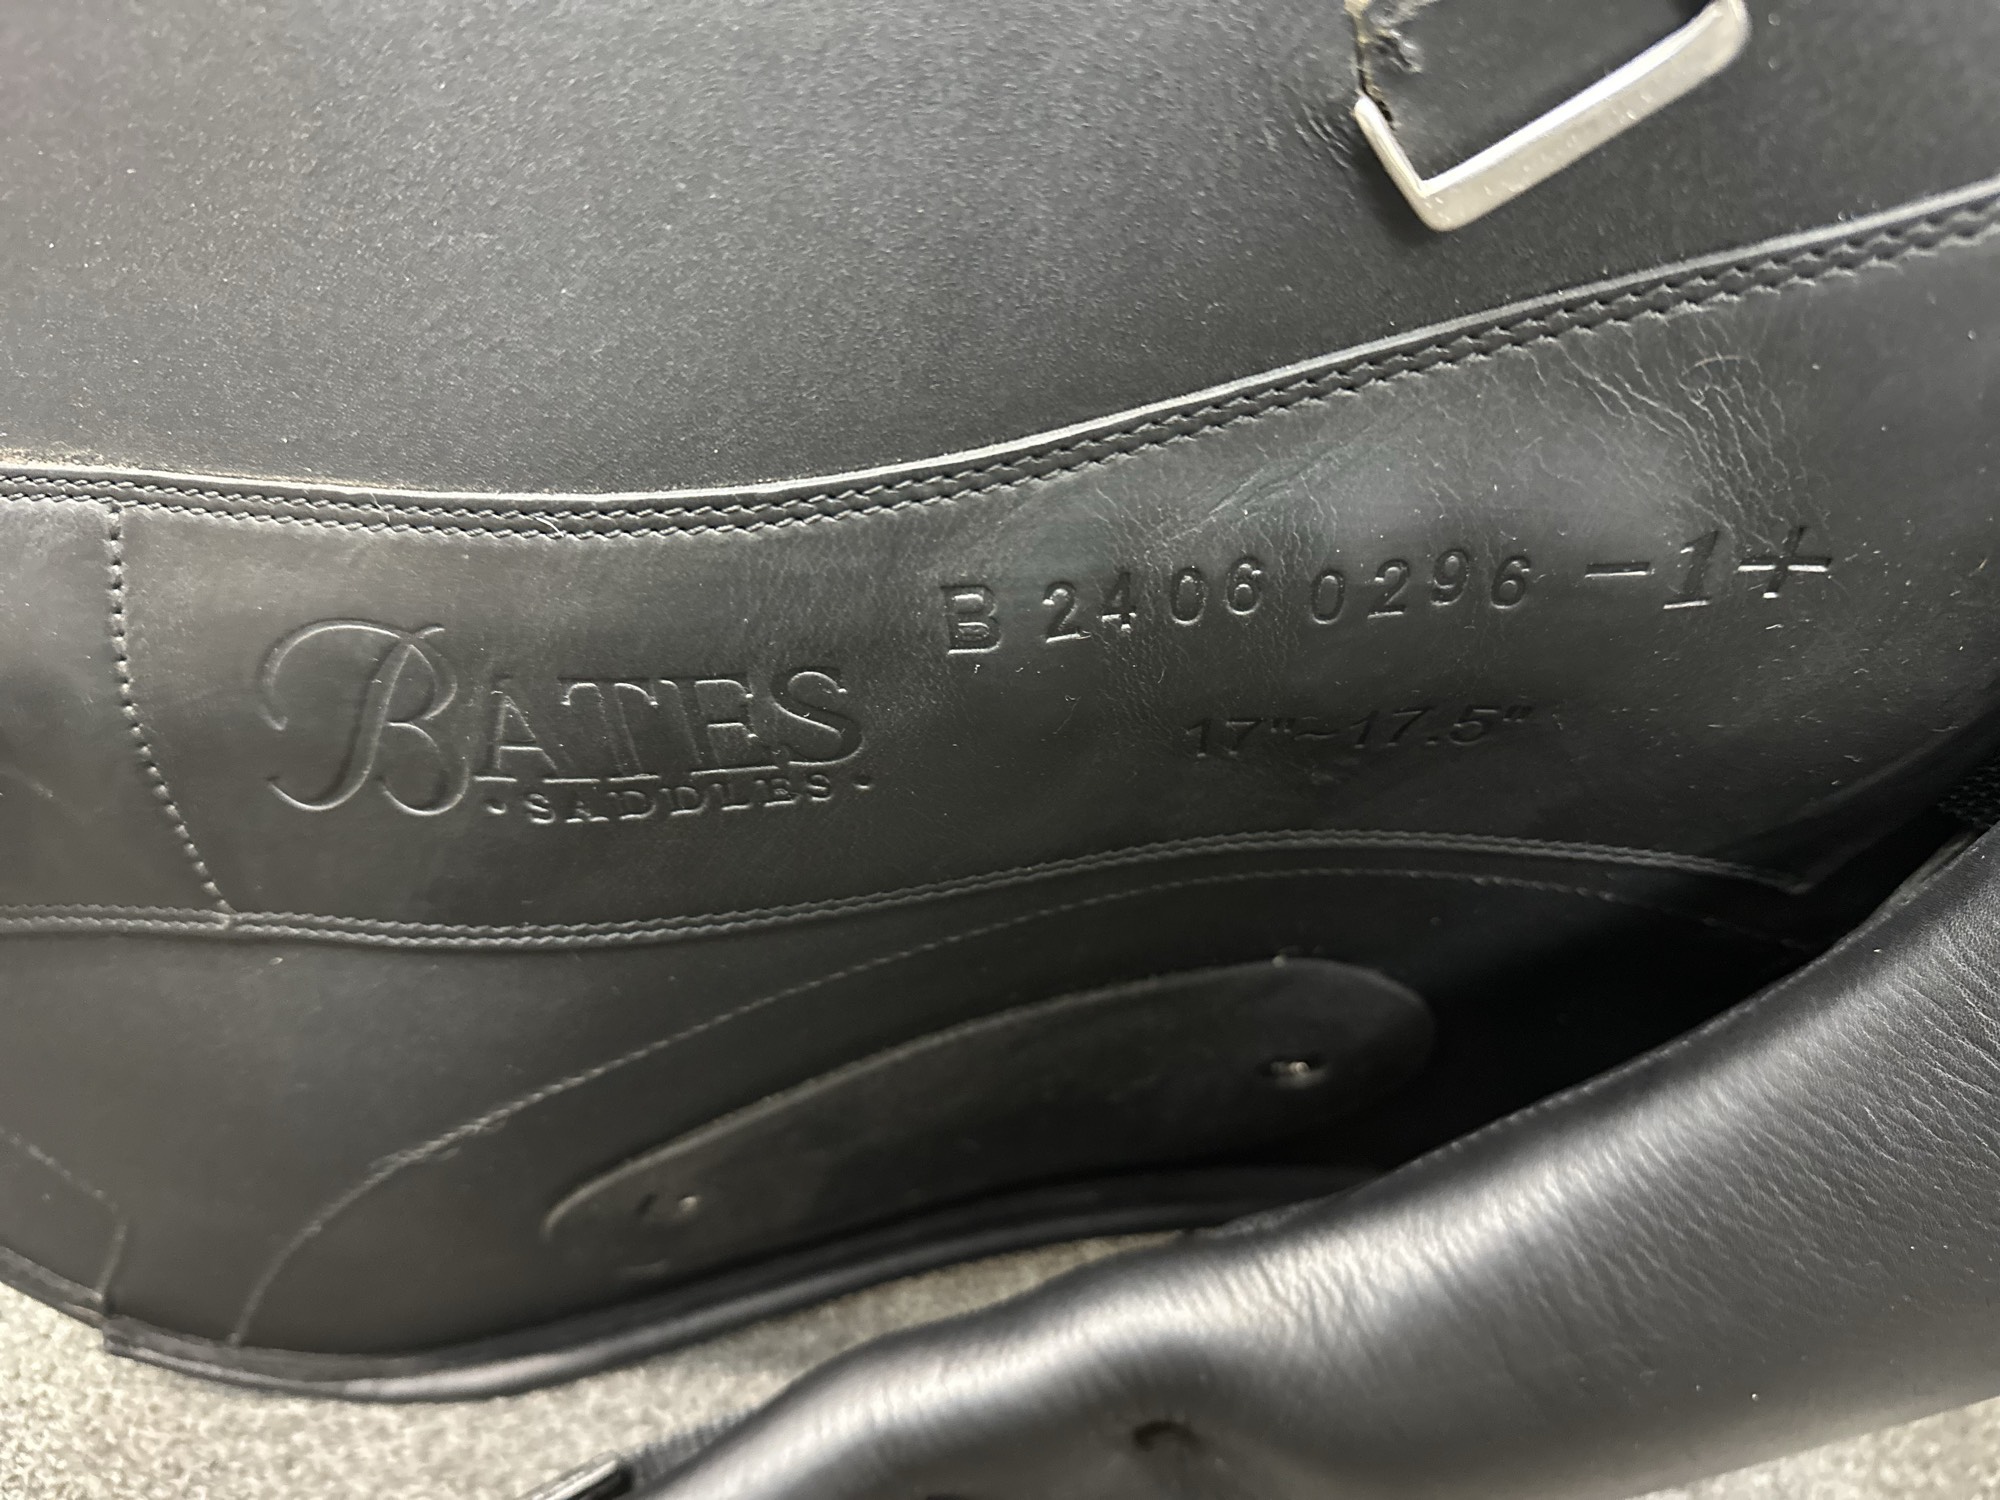 BATES
·SADDLES·
B 2406 0296 -1+
17"~17.5"